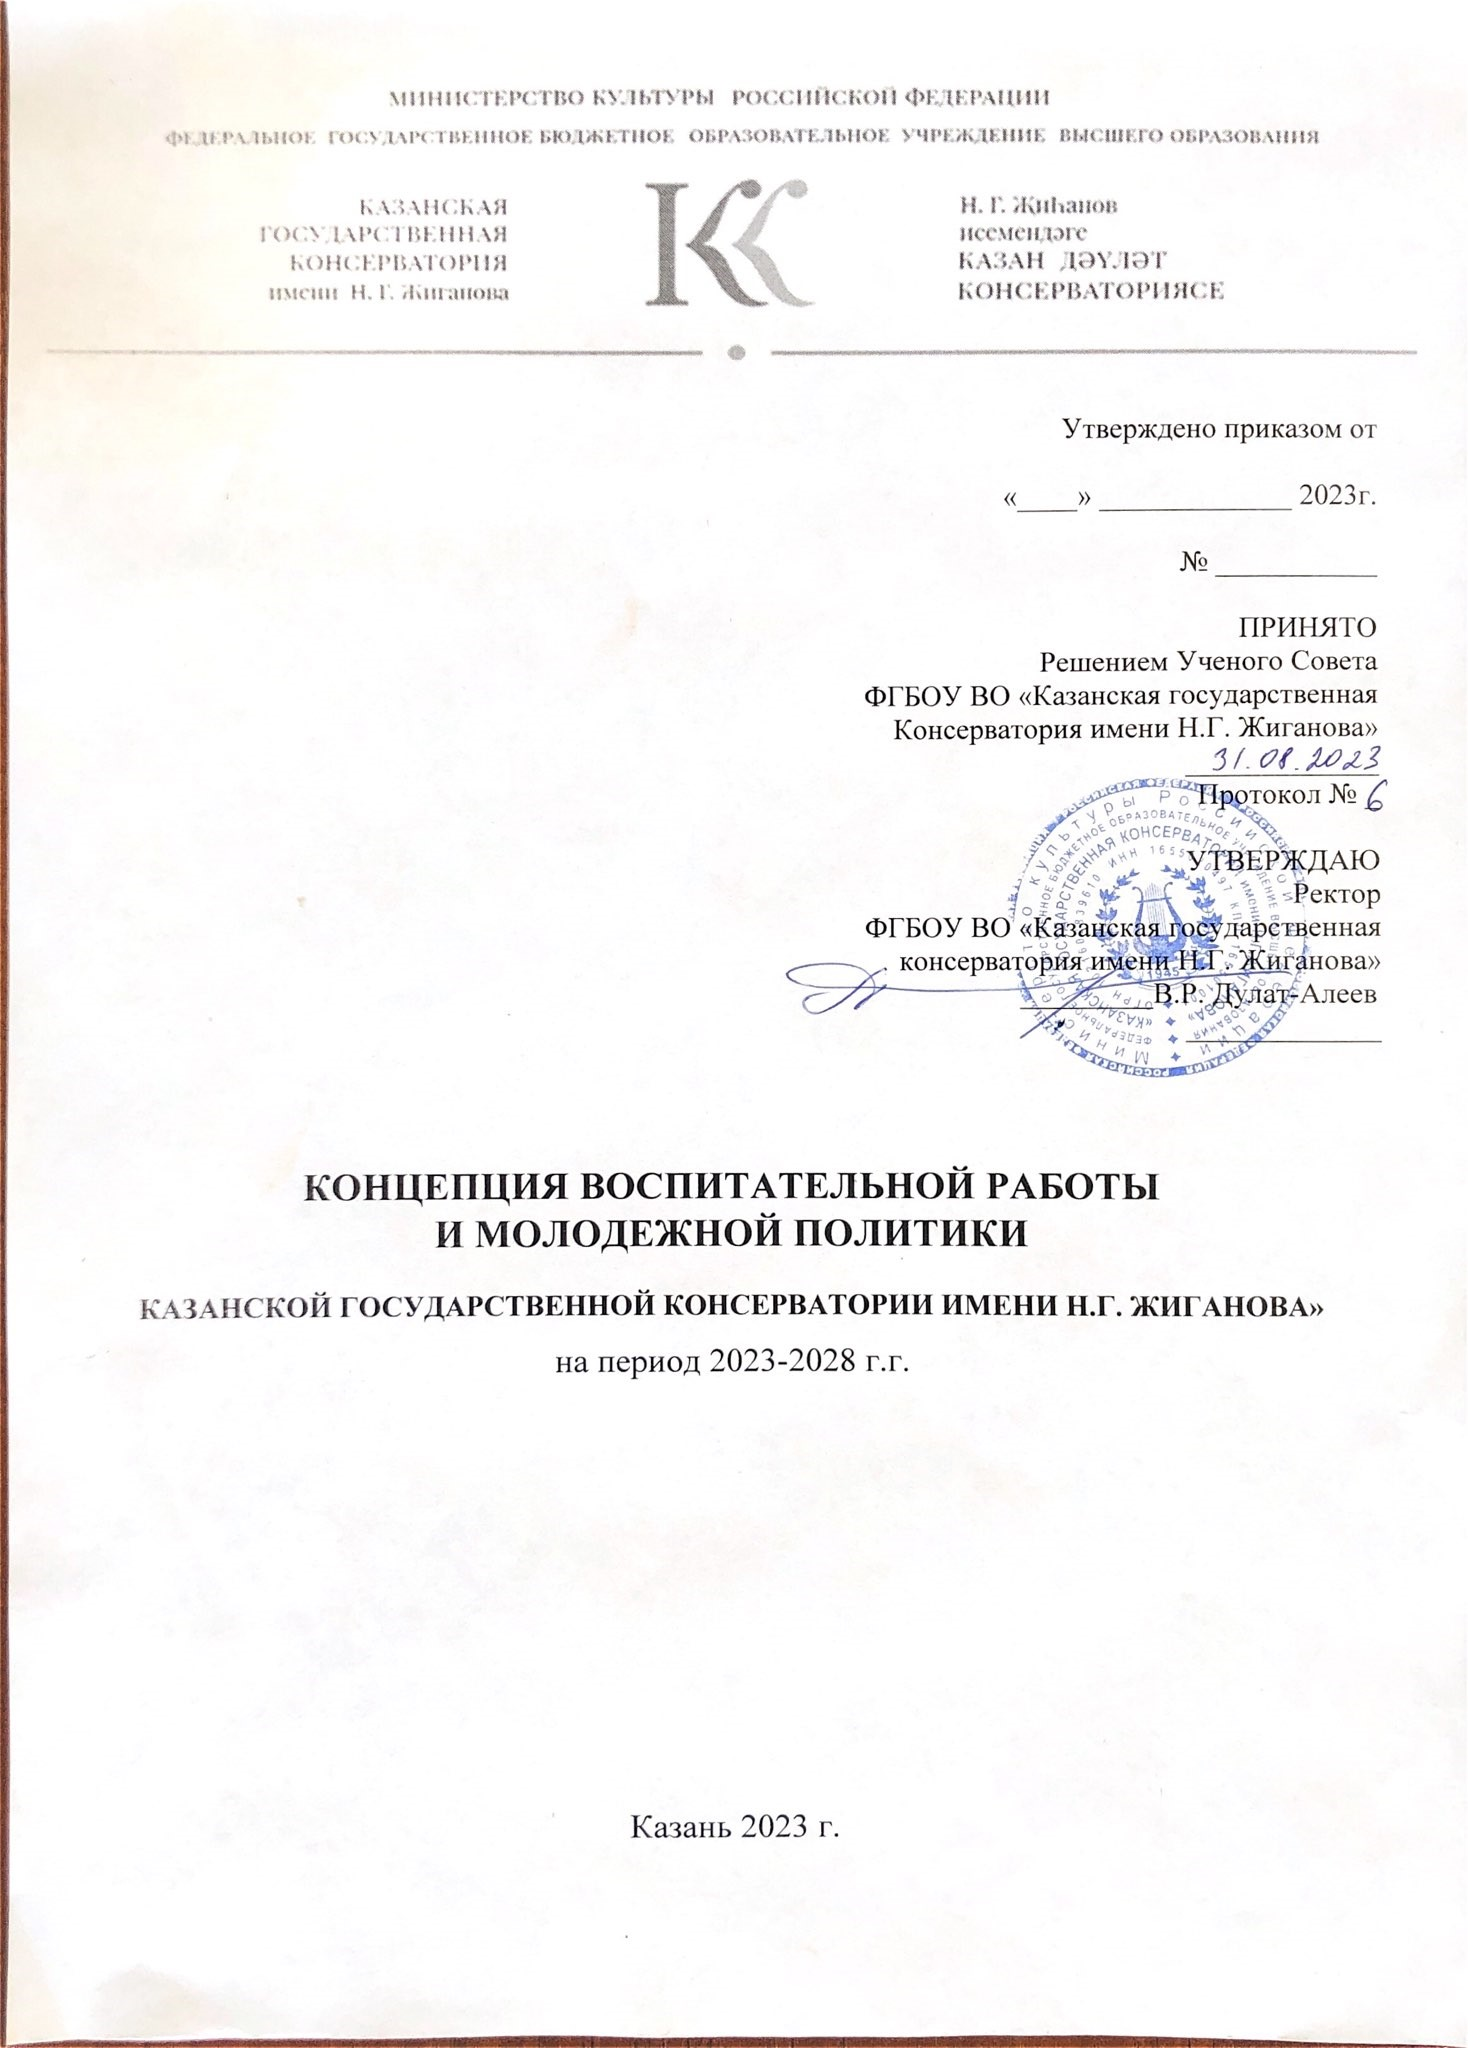 МИНИСТЕРСТВО КУЛЬТУРЫ РОССИЙСКОЙ ФЕДЕРАЦИИ
ФЕДЕРАЛЬНОЕ ГОСУДАРСТВЕННОЕ БЮДЖЕТНОЕ ОБРАЗОВАТЕЛЬНОЕ УЧРЕЖДЕНИЕ ВЫСШЕГО ОБРАЗОВАНИЯ
КАЗАНСКАЯ
ГОСУДАРСТВЕННАЯ
КОНСЕРВАТОРИЯ
имени Н. Г. Жиганова
Н. Г. Җиһанов
исемендәге
КАЗАН ДӘҮЛӘТ
КОНСЕРВАТОРИЯСЕ
Утверждено приказом от
«____» _____________ 2023г.
№ ___________
ПРИНЯТО
Решением Ученого Совета
ФГБОУ ВО «Казанская государственная
Консерватория имени Н.Г. Жиганова»
31.08.2023
Протокол № 6
УТВЕРЖДАЮ
Ректор
ФГБОУ ВО «Казанская государственная
консерватория имени Н.Г. Жиганова»
_________В.Р. Дулат-Алеев
1945
КОНЦЕПЦИЯ ВОСПИТАТЕЛЬНОЙ РАБОТЫ
И МОЛОДЕЖНОЙ ПОЛИТИКИ
КАЗАНСКОЙ ГОСУДАРСТВЕННОЙ КОНСЕРВАТОРИИ ИМЕНИ Н.Г. ЖИГАНОВА»
на период 2023-2028 г.г.
Казань 2023 г.